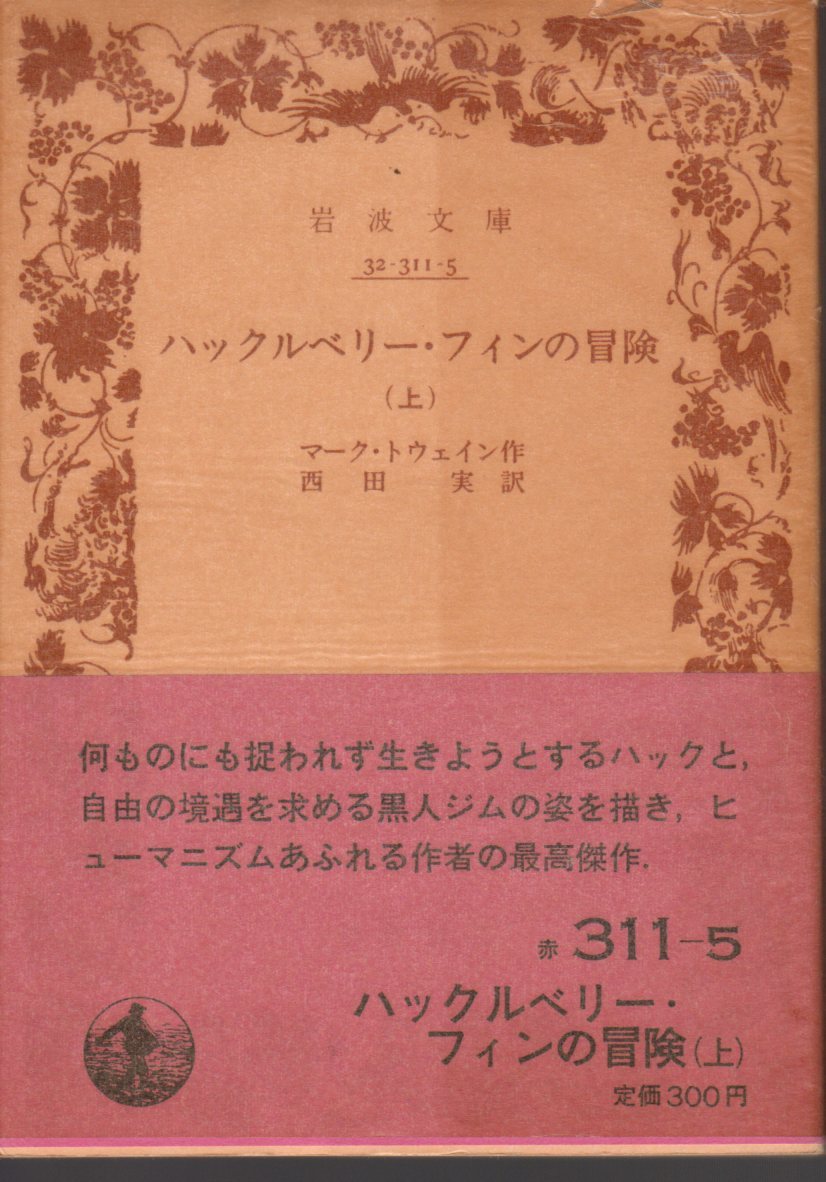 岩波文庫
32-311-5
ハックルベリー・フィンの冒険
(上)
マーク・トウェイン作
西田 実訳
何ものにも捉われず生きようとするハックと,
自由の境遇を求める黒人ジムの姿を描き, ヒ
ューマニズムあふれる作者の最高傑作.
赤 311-5
ハックルベリー・
フィンの冒険(上)
定価300円